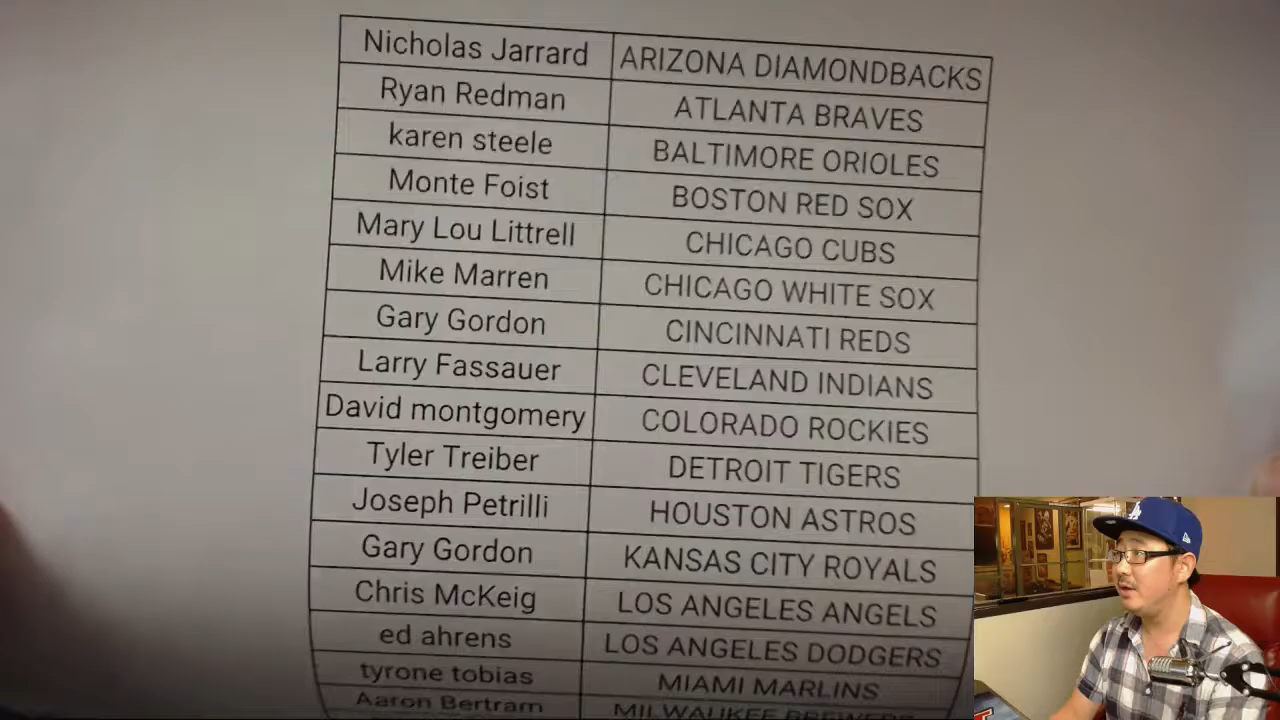 Nicholas Jarrard ARIZONA DIAMONDBACKS
Ryan Redman ATLANTA BRAVES
karen steele BALTIMORE ORIOLES
Monte Foist BOSTON RED SOX
Mary Lou Littrell CHICAGO CUBS
Mike Marren CHICAGO WHITE SOX
Gary Gordon CINCINNATI REDS
Larry Fassauer CLEVELAND INDIANS
David montgomery COLORADO ROCKIES
Tyler Treiber DETROIT TIGERS
Joseph Petrilli HOUSTON ASTROS
Gary Gordon KANSAS CITY ROYALS
Chris McKeig LOS ANGELES ANGELS
ed ahrens LOS ANGELES DODGERS
tyrone tobias MIAMI MARLINS
Aaron Bertram MILWAUKEE BREWERS
LA